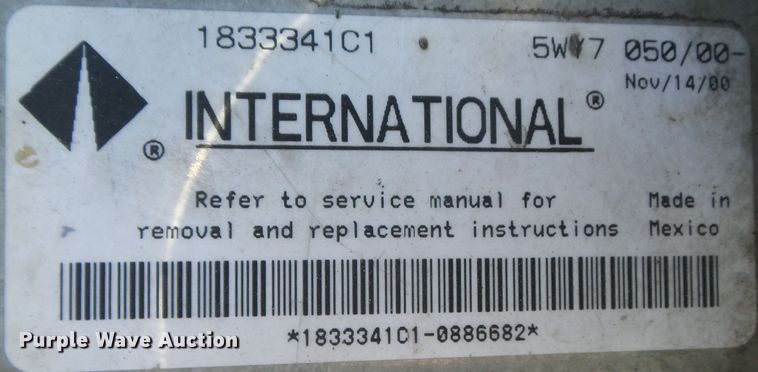 1833341C1 5WY7 050/00-
Nov/14/00
INTERNATIONAL®
®
Refer to service manual for Made in
removal and replacement instructions Mexico
*1833341C1-0886682*
Purple Wave Auction